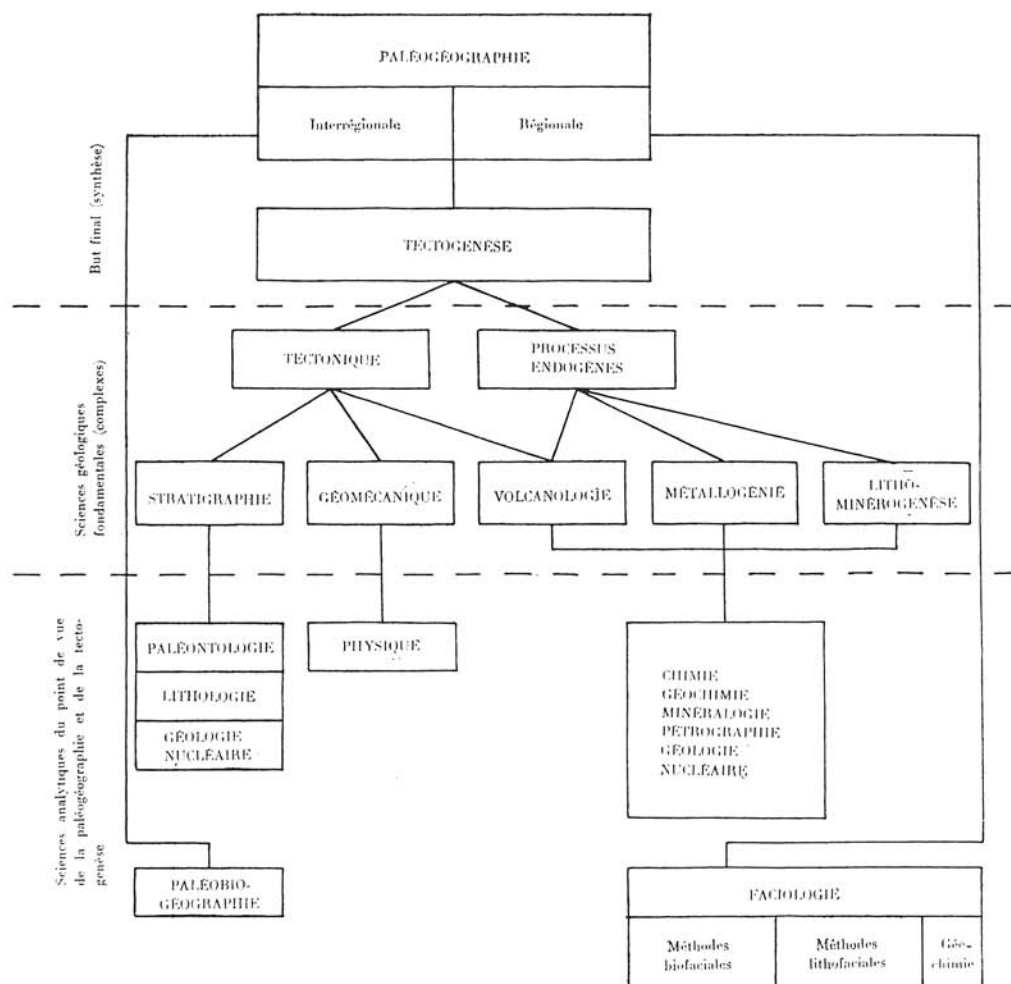 PALÉOGÉOGRAPHIE
Interrégionale
Régionale
But final (synthèse)
TECTOGENÈSE
Sciences géologiques
fondamentales (complexes)
TECTONIQUE
PROCESSUS
ENDOGÈNES
STRATIGRAPHIE
GÉOMÉCANIQUE
VOLCANOLOGIE
MÉTALLOGÉNIE
LITHO-
MINÉROGENÈSE
Sciences analytiques du point de vue
de la paléogéographie et de la tecto-
genèse
PALÉONTOLOGIE
LITHOLOGIE
GÉOLOGIE
NUCLÉAIRE
PHYSIQUE
CHIMIE
GÉOCHIMIE
MINÉRALOGIE
PÉTROGRAPHIE
GÉOLOGIE
NUCLÉAIRE
PALÉOBIO-
GÉOGRAPHIE
FACIOLOGIE
Méthodes
biofaciales
Méthodes
lithofaciales
Géo-
chimie